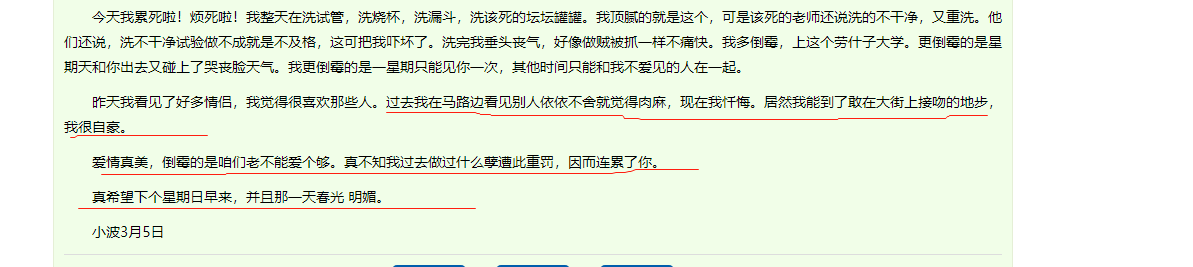 今天我累死啦！烦死啦！我整天在洗试管，洗烧杯，洗漏斗，洗该死的坛坛罐罐。我顶腻的就是这个，可是该死的老师还说洗的不干净，又重洗。他
们还说，洗不干净试验做不成就是不及格，这可把我吓坏了。洗完我垂头丧气，好像做贼被抓一样不痛快。我多倒霉，上这个劳什子大学。更倒霉的是星
期天和你出去又碰上了哭丧脸天气。我更倒霉的是一星期只能见你一次，其他时间只能和我不爱见的人在一起。
昨天我看见了好多情侣，我觉得很喜欢那些人。过去我在马路边看见别人依依不舍就觉得肉麻，现在我忏悔。居然我能到了敢在大街上接吻的地步，
我很自豪。
爱情真美，倒霉的是咱们老不能爱个够。真不知我过去做过什么孽遭此重罚，因而连累了你。
真希望下个星期日早来，并且那一天春光 明媚。
小波3月5日